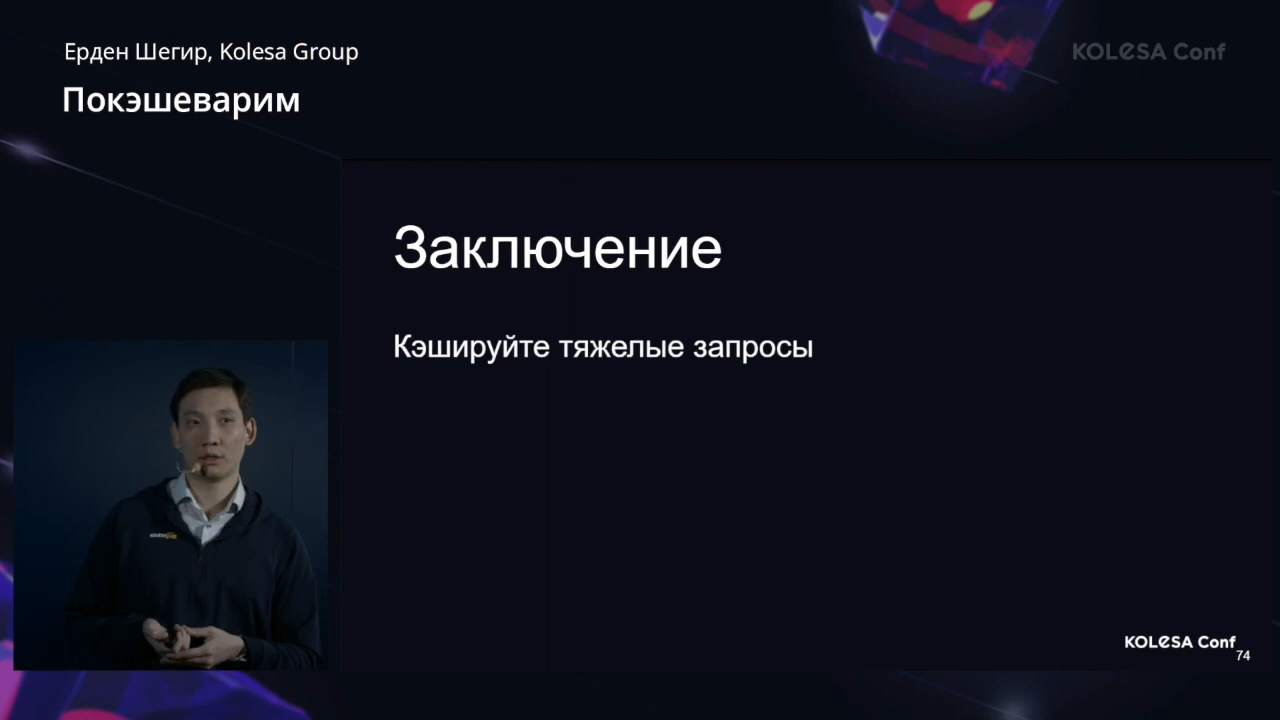 Ерден Шегир, Kolesa Group
KOLESA Conf
Покэшеварим
Заключение
Кэшируйте тяжелые запросы
KOLESA Conf
74